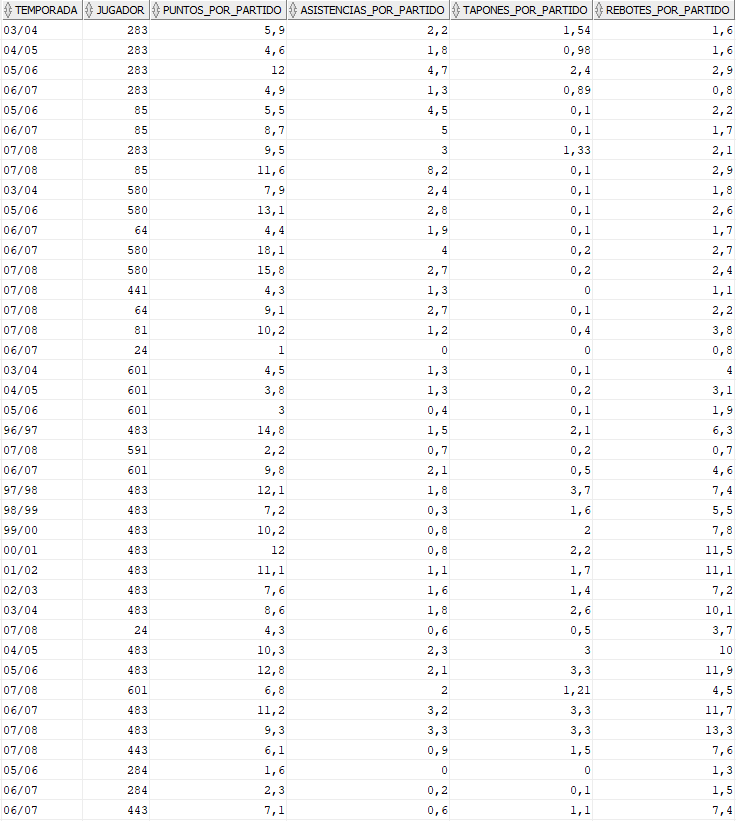 TEMPORADA JUGADOR PUNTOS_POR_PARTIDO ASISTENCIAS_POR_PARTIDO TAPONES_POR_PARTIDO REBOTES_POR_PARTIDO
03/04 283 5,9 2,2 1,54 1,6
04/05 283 4,6 1,8 0,98 1,6
05/06 283 12 4,7 2,4 2,9
06/07 283 4,9 1,3 0,89 0,8
05/06 85 5,5 4,5 0,1 2,2
06/07 85 8,7 5 0,1 1,7
07/08 283 9,5 3 1,33 2,1
07/08 85 11,6 8,2 0,1 2,9
03/04 580 7,9 2,4 0,1 1,8
05/06 580 13,1 2,8 0,1 2,6
06/07 64 4,4 1,9 0,1 1,7
06/07 580 18,1 4 0,2 2,7
07/08 580 15,8 2,7 0,2 2,4
07/08 441 4,3 1,3 0 1,1
07/08 64 9,1 2,7 0,1 2,2
07/08 81 10,2 1,2 0,4 3,8
06/07 24 1 0 0 0,8
03/04 601 4,5 1,3 0,1 4
04/05 601 3,8 1,3 0,2 3,1
05/06 601 3 0,4 0,1 1,9
96/97 483 14,8 1,5 2,1 6,3
07/08 591 2,2 0,7 0,2 0,7
06/07 601 9,8 2,1 0,5 4,6
97/98 483 12,1 1,8 3,7 7,4
98/99 483 7,2 0,3 1,6 5,5
99/00 483 10,2 0,8 2 7,8
00/01 483 12 0,8 2,2 11,5
01/02 483 11,1 1,1 1,7 11,1
02/03 483 7,6 1,6 1,4 7,2
03/04 483 8,6 1,8 2,6 10,1
07/08 24 4,3 0,6 0,5 3,7
04/05 483 10,3 2,3 3 10
05/06 483 12,8 2,1 3,3 11,9
07/08 601 6,8 2 1,21 4,5
06/07 483 11,2 3,2 3,3 11,7
07/08 483 9,3 3,3 3,3 13,3
07/08 443 6,1 0,9 1,5 7,6
05/06 284 1,6 0 0 1,3
06/07 284 2,3 0,2 0,1 1,5
06/07 443 7,1 0,6 1,1 7,4